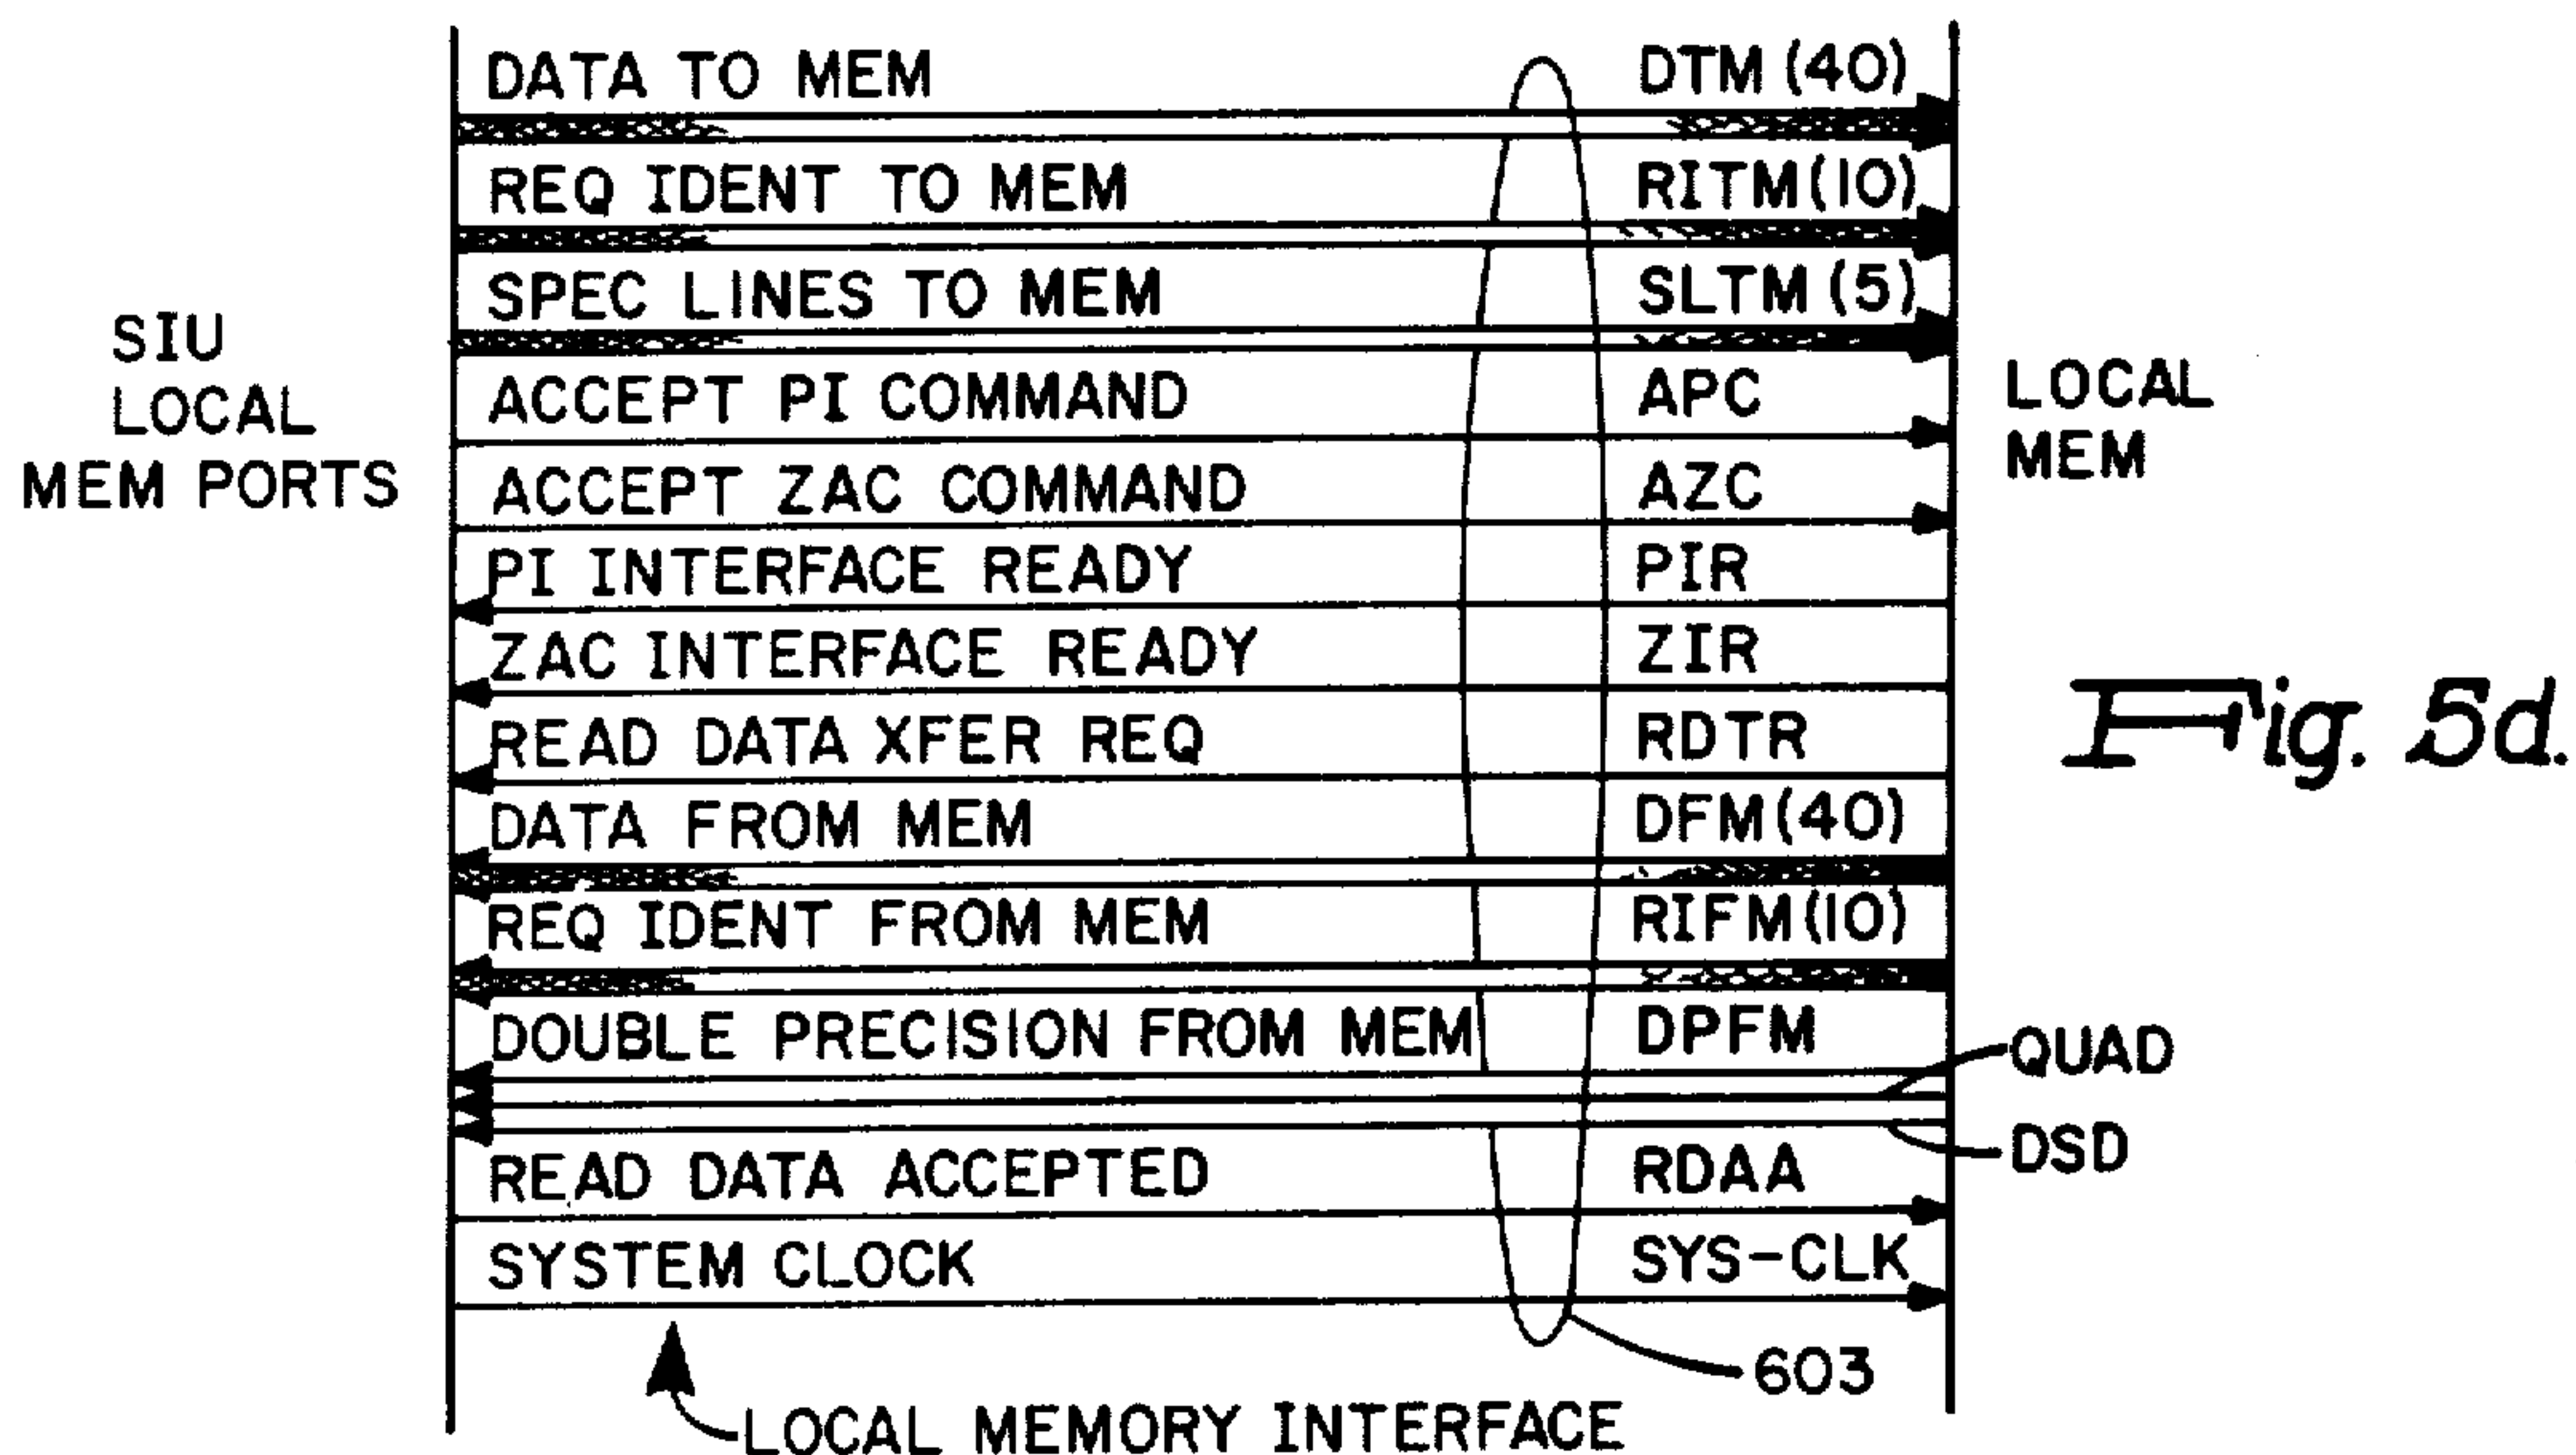 DATA TO MEM DTM (40)
REQ IDENT TO MEM RITM (10)
SPEC LINES TO MEM SLTM (5)
SIU
LOCAL
MEM PORTS
ACCEPT PI COMMAND APC
LOCAL
MEM
ACCEPT ZAC COMMAND AZC
PI INTERFACE READY PIR
ZAC INTERFACE READY ZIR
READ DATA XFER REQ RDTR
Fig. 5d.
DATA FROM MEM DFM (40)
REQ IDENT FROM MEM RIFM (10)
DOUBLE PRECISION FROM MEM DPFM
QUAD
DSD
READ DATA ACCEPTED RDAA
SYSTEM CLOCK SYS-CLK
603
LOCAL MEMORY INTERFACE